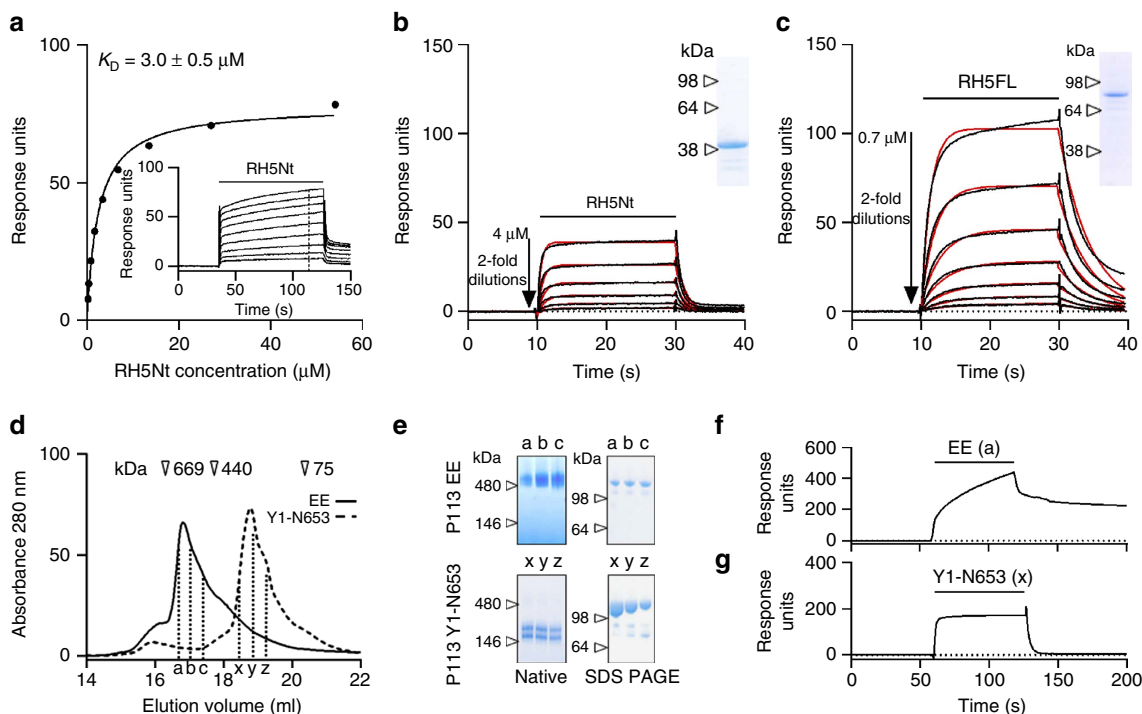 a
100
50
0
Response units
K_D = 3.0 ± 0.5 μM
0 20 40 60
RH5Nt concentration (μM)
RH5Nt
100
50
0
Response units
0 50 100 150
Time (s)
b
150
100
50
0
Response units
kDa
98
64
38
RH5Nt
4 μM
2-fold
dilutions
0 10 20 30 40
Time (s)
c
150
100
50
0
Response units
kDa
98
64
38
RH5FL
0.7 μM
2-fold
dilutions
0 10 20 30 40
Time (s)
d
100
50
0
Absorbance 280 nm
kDa 669 440 75
EE
Y1-N653
a b c x y z
14 16 18 20 22
Elution volume (ml)
e
P113 EE
kDa
a b c
480
146
kDa
a b c
98
64
P113 Y1-N653
x y z
480
146
x y z
98
64
Native SDS PAGE
f
600
400
200
0
Response
units
EE (a)
g
400
200
0
Response
units
Y1-N653 (x)
0 50 100 150 200
Time (s)